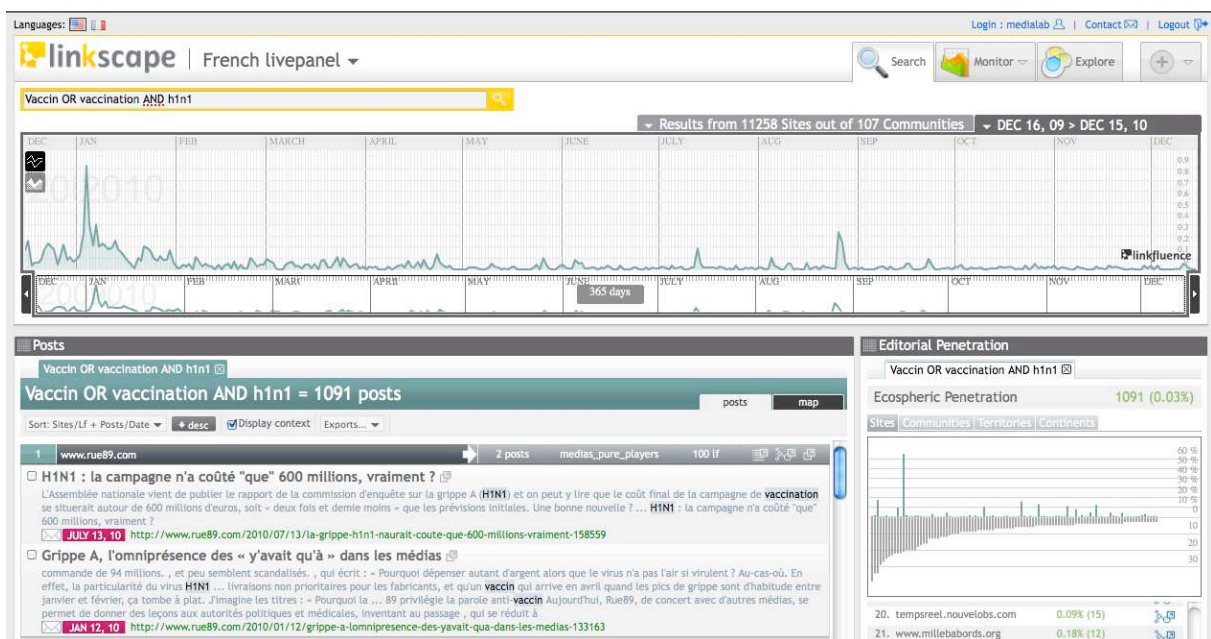 Languages:
Login : medialab | Contact | Logout
linkscape | French livepanel
Search Monitor Explore
Vaccin OR vaccination AND h1n1
Results from 11258 Sites out of 107 Communities DEC 16, 09 > DEC 15, 10
DEC JAN FEB MARCH APRIL MAY JUNE JULY AUG SEP OCT NOV DEC
2010
0.9
0.8
0.7
0.6
0.5
0.4
0.3
0.2
0.1
linkfluence
DEC JAN FEB MARCH APRIL MAY JUNE JULY AUG SEP OCT NOV DEC
365 days
Posts
Vaccin OR vaccination AND h1n1
Vaccin OR vaccination AND h1n1 = 1091 posts
posts map
Sort: Sites/Lf + Posts/Date desc Display context Exports...
1 www.rue89.com 2 posts medias_pure_players 100 lf
H1N1 : la campagne n'a coûté "que" 600 millions, vraiment ?
L'Assemblée nationale vient de publier le rapport de la commission d'enquête sur la grippe A (H1N1) et on peut y lire que le coût final de la campagne de vaccination
se situerait autour de 600 millions d'euros, soit « deux fois et demie moins » que les prévisions initiales. Une bonne nouvelle ? ... H1N1 : la campagne n'a coûté "que"
600 millions, vraiment ?
JULY 13, 10 http://www.rue89.com/2010/07/13/la-grippe-h1n1-naurait-coute-que-600-millions-vraiment-158559
Grippe A, l'omniprésence des « y'avait qu'à » dans les médias
commande de 94 millions. , et peu semblent scandalisés. , qui écrit : « Pourquoi dépenser autant d'argent alors que le virus n'a pas l'air si virulent ? Au-cas-où. En
effet, la particularité du virus H1N1 ... livraisons non prioritaires pour les fabricants, et qu'un vaccin qui arrive en avril quand les pics de grippe sont d'habitude entre
janvier et février, ça tombe à plat. J'imagine les titres : « Pourquoi la ... 89 privilégie la parole anti-vaccin Aujourd'hui, Rue89, de concert avec d'autres médias, se
permet de donner des leçons aux autorités politiques et médicales, inventant au passage , qui se réduit à
JAN 12, 10 http://www.rue89.com/2010/01/12/grippe-a-lomnipresence-des-yavait-qua-dans-les-medias-133163
Editorial Penetration
Vaccin OR vaccination AND h1n1
Ecospheric Penetration 1091 (0.03%)
Sites Communities Territories Continents
60 %
50 %
40 %
30 %
20 %
10 %
0
10
20
30
20. tempsreel.nouvelobs.com 0.09% (15)
21. www.millebabords.org 0.18% (12)